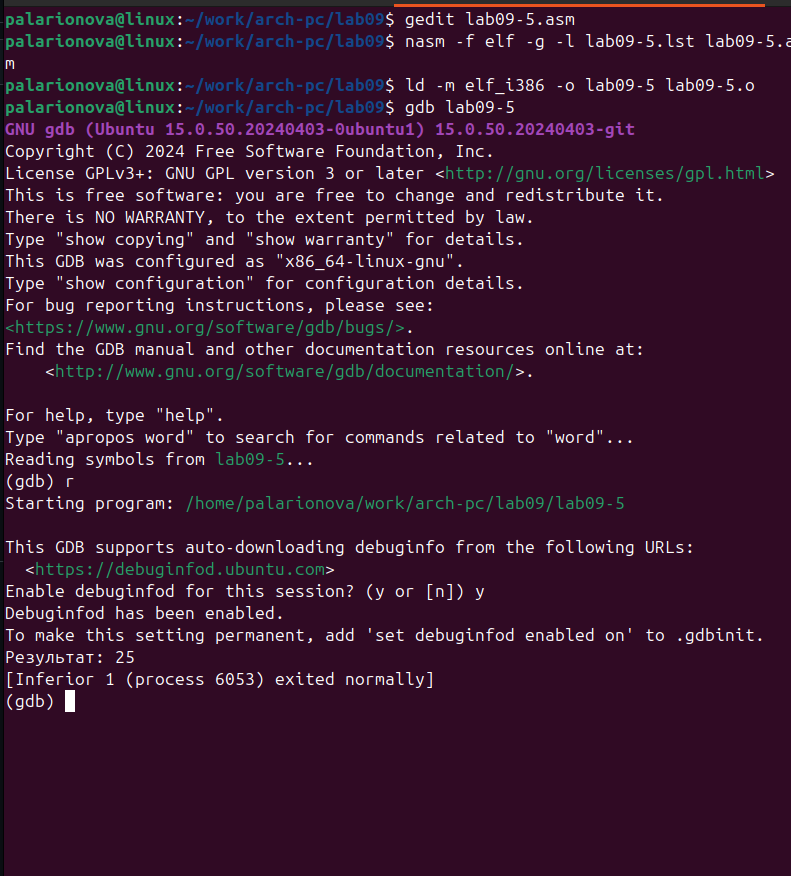 palarionova@linux:~/work/arch-pc/lab09$ gedit lab09-5.asm
palarionova@linux:~/work/arch-pc/lab09$ nasm -f elf -g -l lab09-5.lst lab09-5.a
m
palarionova@linux:~/work/arch-pc/lab09$ ld -m elf_i386 -o lab09-5 lab09-5.o
palarionova@linux:~/work/arch-pc/lab09$ gdb lab09-5
GNU gdb (Ubuntu 15.0.50.20240403-0ubuntu1) 15.0.50.20240403-git
Copyright (C) 2024 Free Software Foundation, Inc.
License GPLv3+: GNU GPL version 3 or later <http://gnu.org/licenses/gpl.html>
This is free software: you are free to change and redistribute it.
There is NO WARRANTY, to the extent permitted by law.
Type "show copying" and "show warranty" for details.
This GDB was configured as "x86_64-linux-gnu".
Type "show configuration" for configuration details.
For bug reporting instructions, please see:
<https://www.gnu.org/software/gdb/bugs/>.
Find the GDB manual and other documentation resources online at:
    <http://www.gnu.org/software/gdb/documentation/>.

For help, type "help".
Type "apropos word" to search for commands related to "word"...
Reading symbols from lab09-5...
(gdb) r
Starting program: /home/palarionova/work/arch-pc/lab09/lab09-5

This GDB supports auto-downloading debuginfo from the following URLs:
  <https://debuginfod.ubuntu.com>
Enable debuginfod for this session? (y or [n]) y
Debuginfod has been enabled.
To make this setting permanent, add 'set debuginfod enabled on' to .gdbinit.
Результат: 25
[Inferior 1 (process 6053) exited normally]
(gdb)